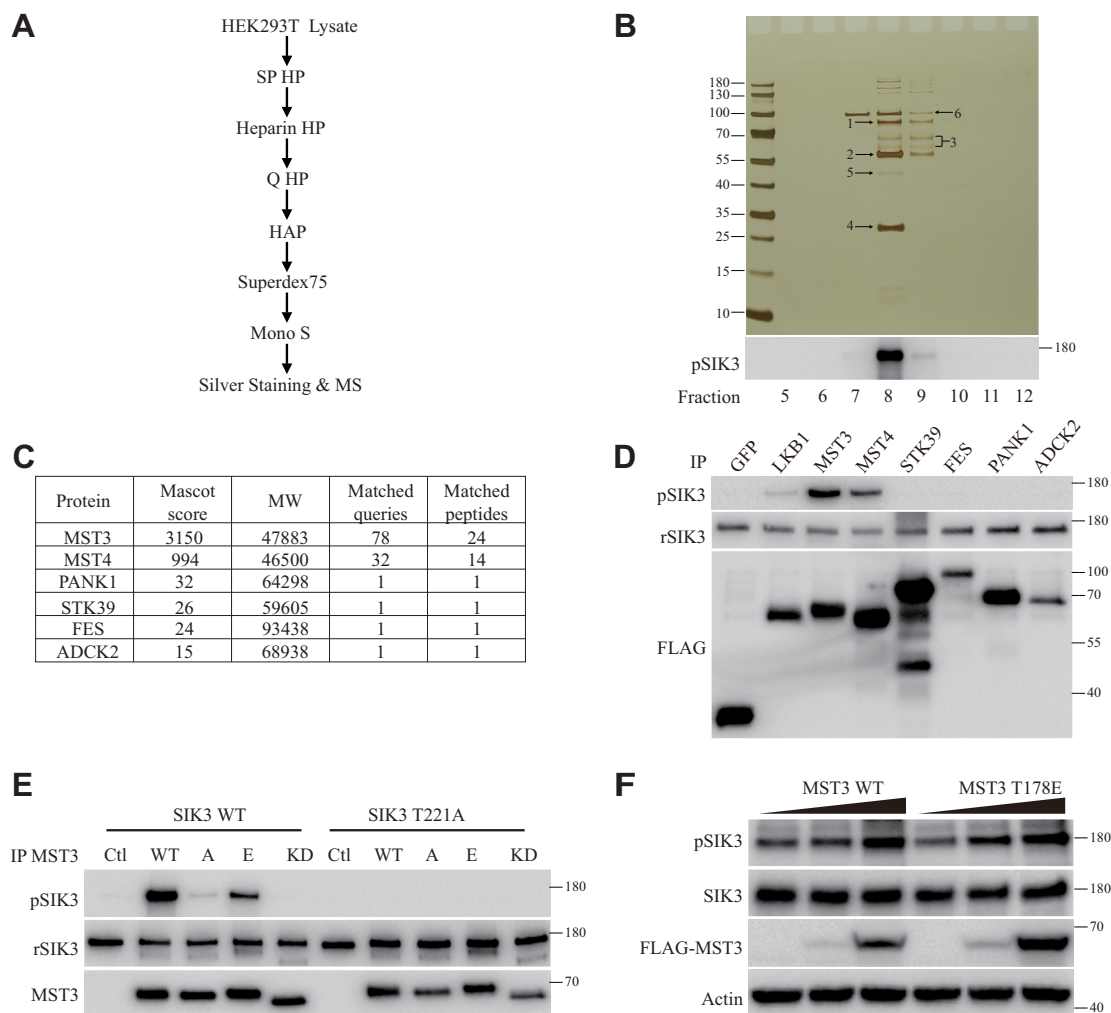 A
HEK293T Lysate
SP HP
Heparin HP
Q HP
HAP
Superdex75
Mono S
Silver Staining & MS
B
180
130
100
70
55
40
35
25
15
10
1
2
5
4
6
3
pSIK3
180
Fraction 5 6 7 8 9 10 11 12
C
Protein Mascot score MW Matched queries Matched peptides
MST3 3150 47883 78 24
MST4 994 46500 32 14
PANK1 32 64298 1 1
STK39 26 59605 1 1
FES 24 93438 1 1
ADCK2 15 68938 1 1
D
IP GFP LKB1 MST3 MST4 STK39 FES PANK1 ADCK2
pSIK3 180
rSIK3 180
FLAG
100
70
55
40
E
SIK3 WT SIK3 T221A
IP MST3 Ctl WT A E KD Ctl WT A E KD
pSIK3 180
rSIK3 180
MST3 70
F
MST3 WT MST3 T178E
pSIK3 180
SIK3 180
FLAG-MST3 70
Actin 40